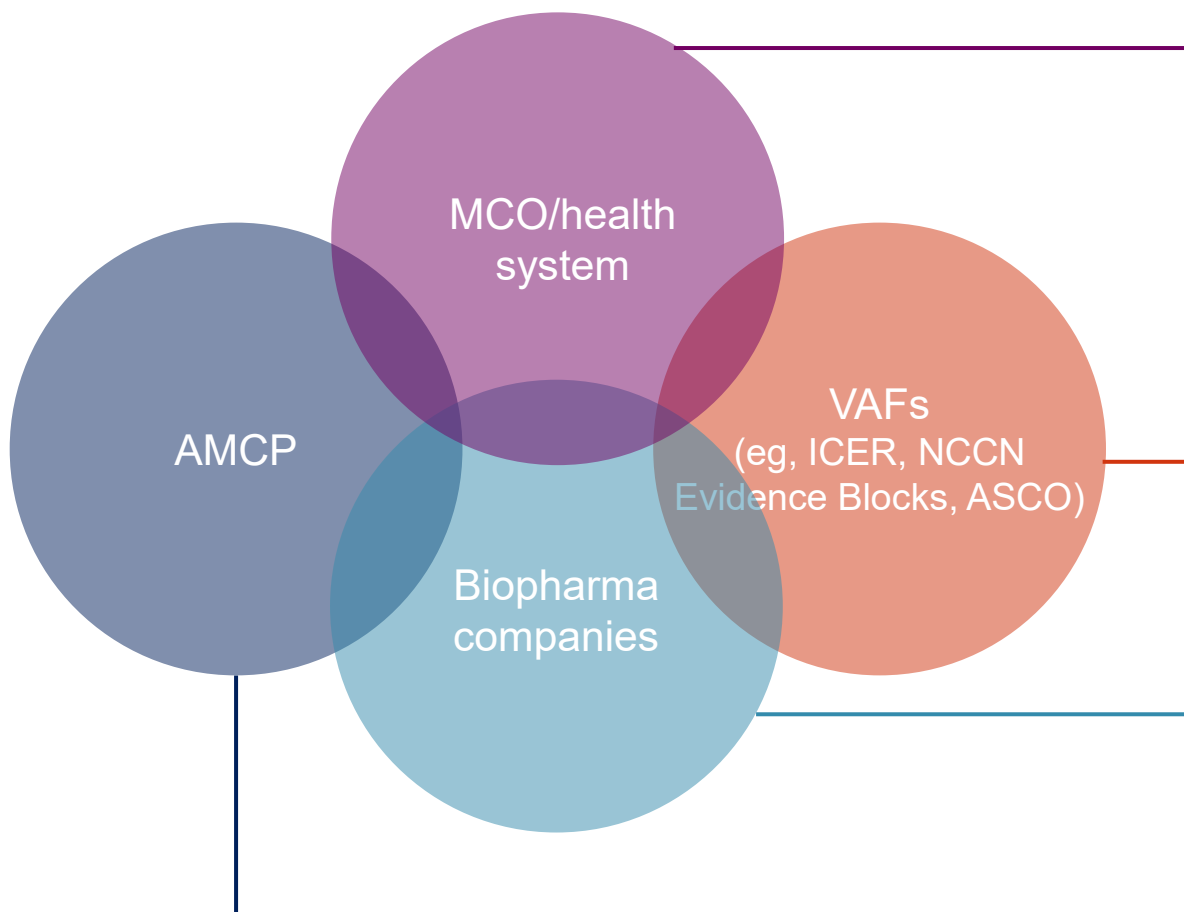 MCO/health
system
AMCP
VAFs
(eg, ICER, NCCN
Evidence Blocks, ASCO)
Biopharma
companies